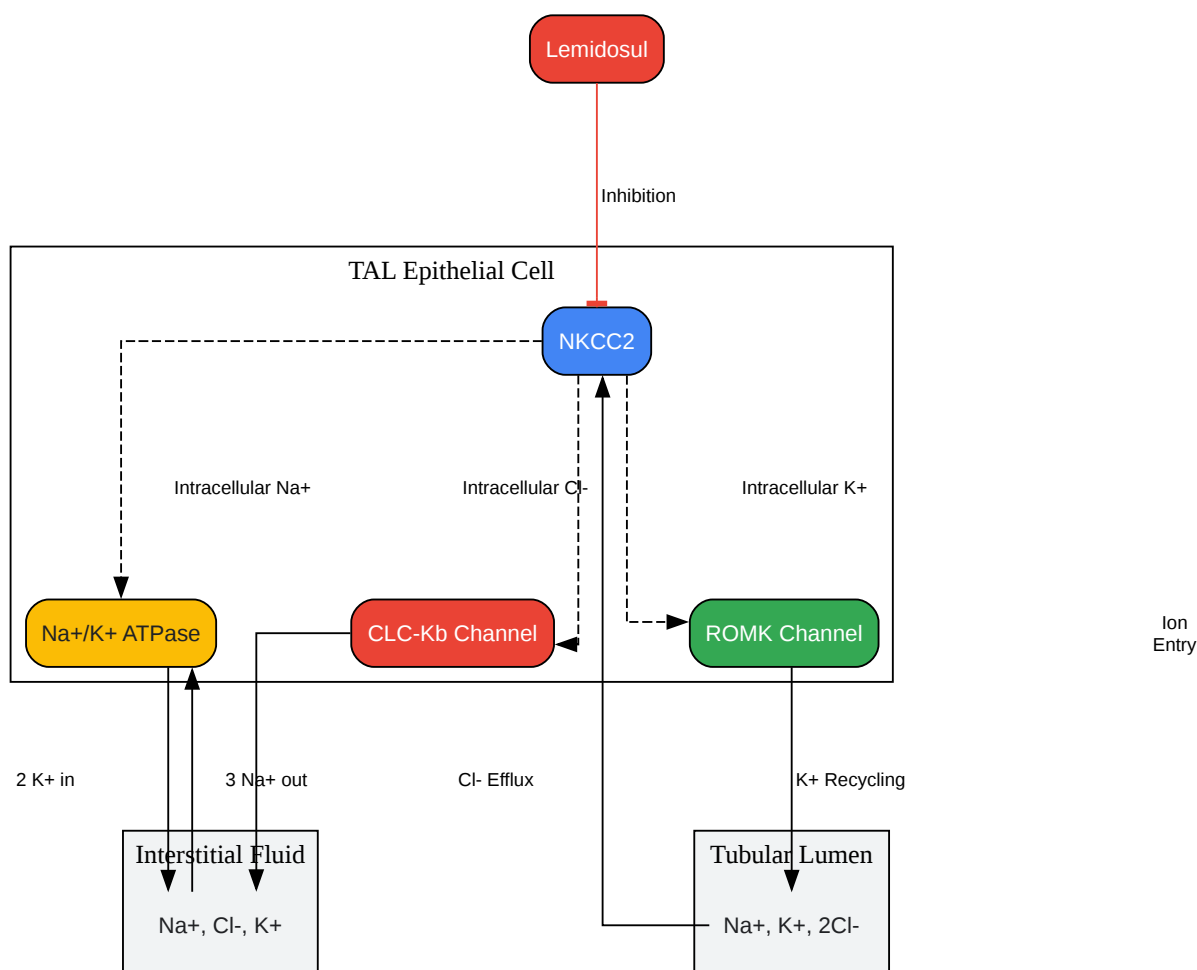 Lemidosul
Inhibition
TAL Epithelial Cell
NKCC2
Intracellular Na+
Intracellular Cl-
Intracellular K+
Na+/K+ ATPase
CLC-Kb Channel
ROMK Channel
Ion
Entry
2 K+ in
3 Na+ out
Cl- Efflux
K+ Recycling
Interstitial Fluid
Tubular Lumen
Na+, Cl-, K+
Na+, K+, 2Cl-